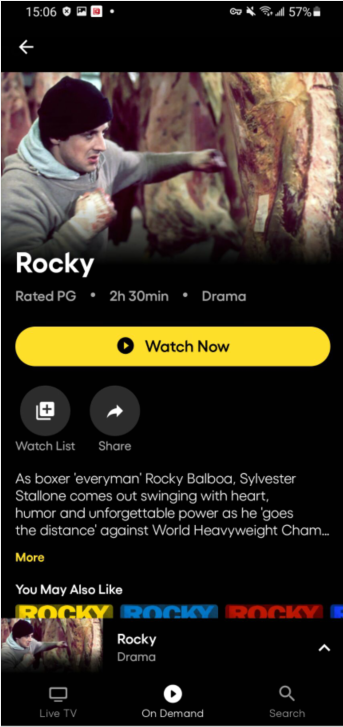 15:06
57%
Rocky
Rated PG • 2h 30min • Drama
Watch Now
Watch List Share
As boxer 'everyman' Rocky Balboa, Sylvester
Stallone comes out swinging with heart,
humor and unforgettable power as he 'goes
the distance' against World Heavyweight Cham...
More
You May Also Like
ROCKY ROCKY ROCKY
Rocky
Drama
Live TV On Demand Search